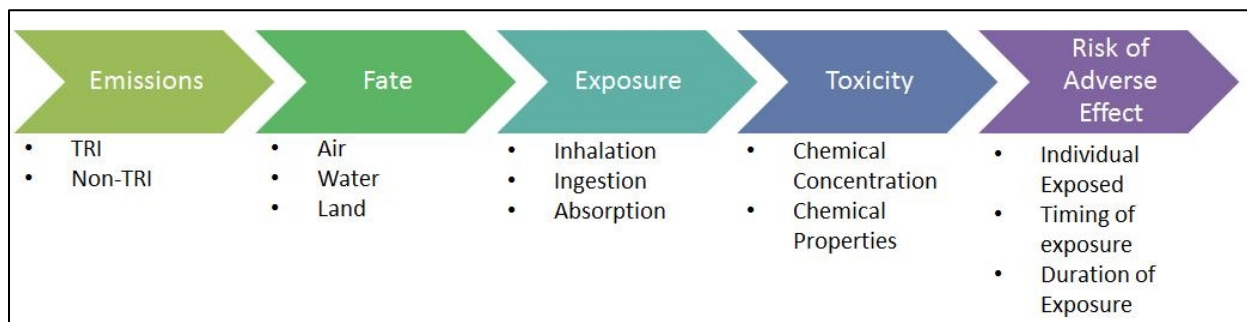 Emissions
• TRI
• Non-TRI
Fate
• Air
• Water
• Land
Exposure
• Inhalation
• Ingestion
• Absorption
Toxicity
• Chemical
Concentration
• Chemical
Properties
Risk of
Adverse
Effect
• Individual
Exposed
• Timing of
exposure
• Duration of
Exposure